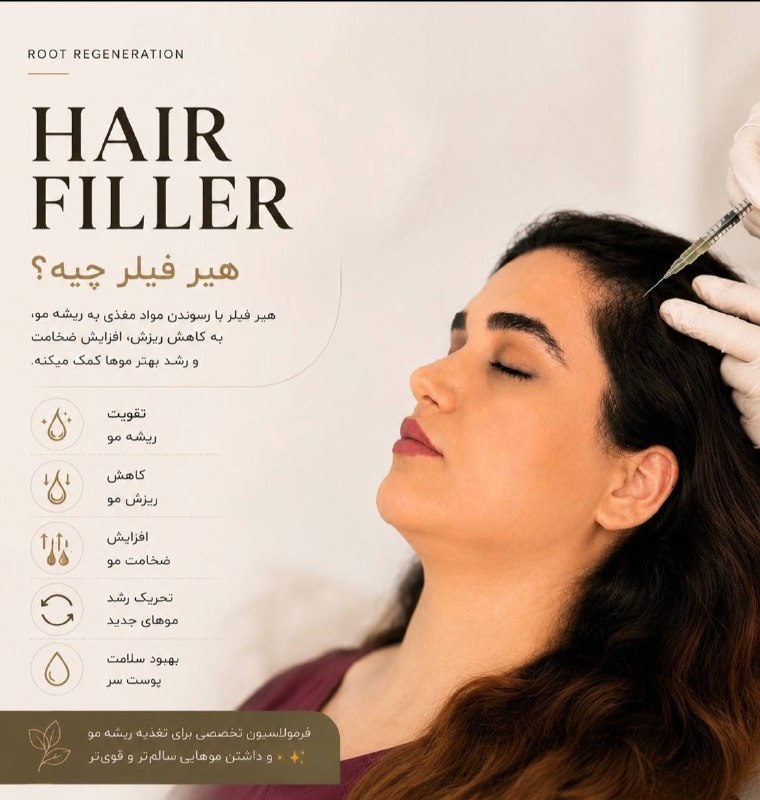 ROOT REGENERATION
HAIR
FILLER
هیر فیلر چیه؟
هیر فیلر با رسوندن مواد مغذی به ریشه مو،
به کاهش ریزش، افزایش ضخامت
و رشد بهتر موها کمک میکنه.
تقویت
ریشه مو
کاهش
ریزش مو
افزایش
ضخامت مو
تحریک رشد
موهای جدید
بهبود سلامت
پوست سر
فرمولاسیون تخصصی برای تغذیه ریشه مو
و داشتن موهایی سالم‌تر و قوی‌تر